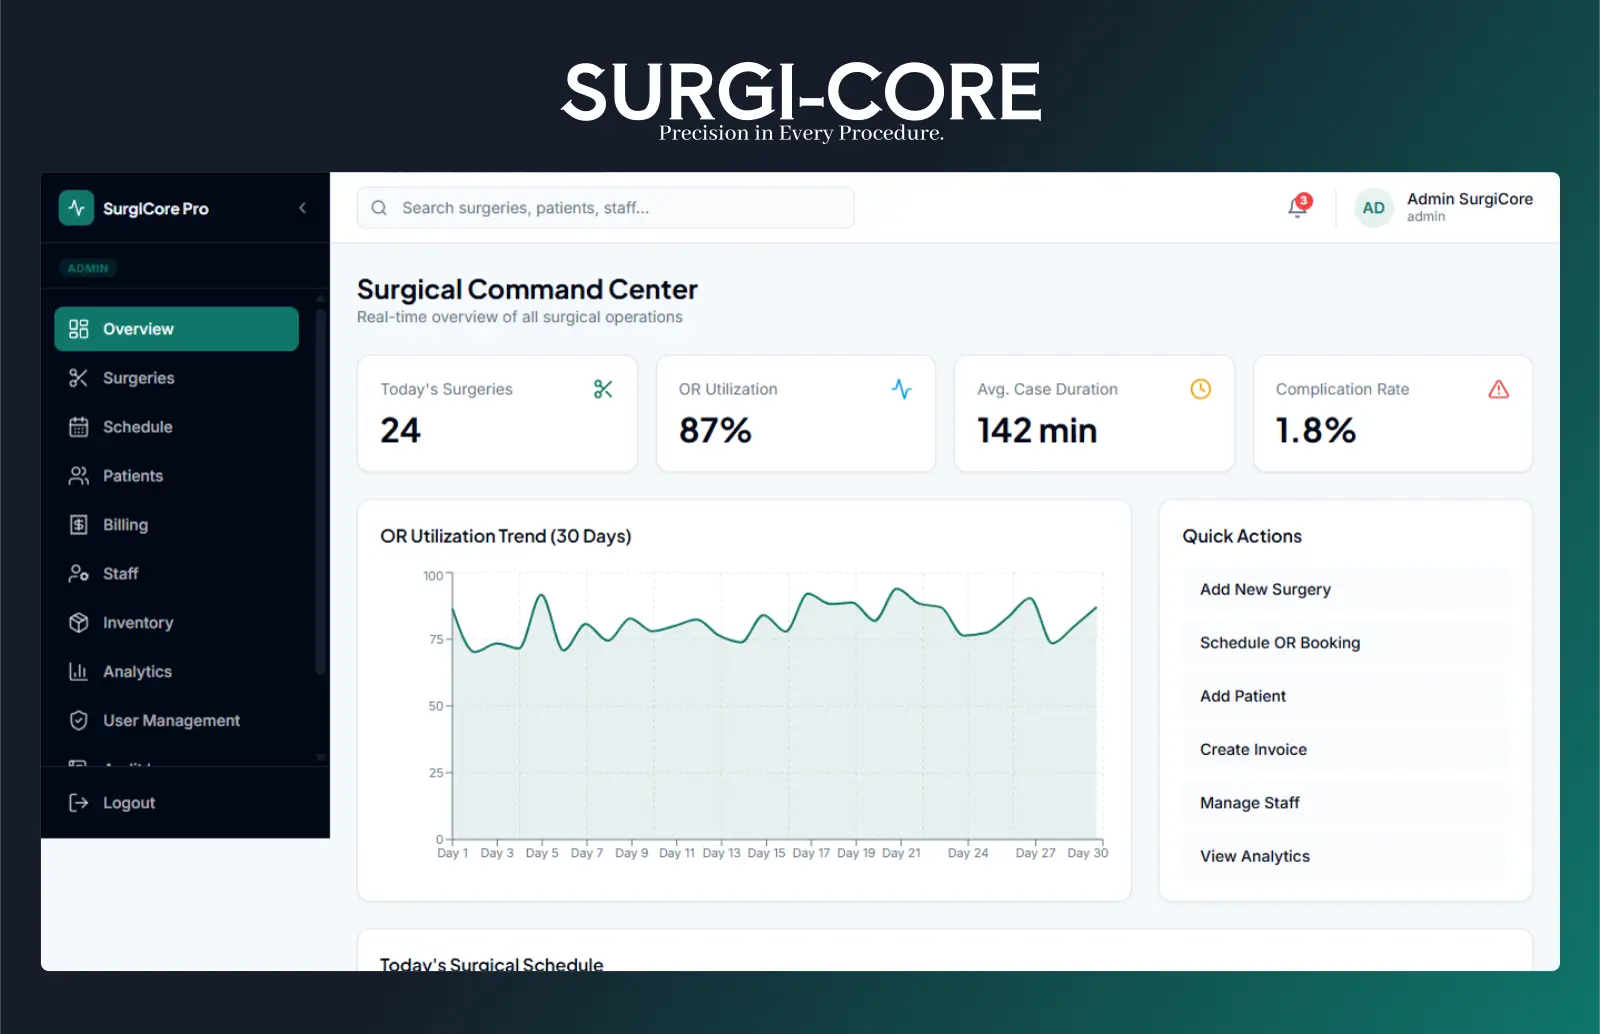 SURGI-CORE
Precision in Every Procedure.
SurgiCore Pro
ADMIN
Overview
Surgeries
Schedule
Patients
Billing
Staff
Inventory
Analytics
User Management
Logout
Search surgeries, patients, staff...
3
AD
Admin SurgiCore
admin
Surgical Command Center
Real-time overview of all surgical operations
Today's Surgeries
24
OR Utilization
87%
Avg. Case Duration
142 min
Complication Rate
1.8%
OR Utilization Trend (30 Days)
100
75
50
25
0
Day 1 Day 3 Day 5 Day 7 Day 9 Day 11 Day 13 Day 15 Day 17 Day 19 Day 21 Day 24 Day 27 Day 30
Quick Actions
Add New Surgery
Schedule OR Booking
Add Patient
Create Invoice
Manage Staff
View Analytics
Today's Surgical Schedule